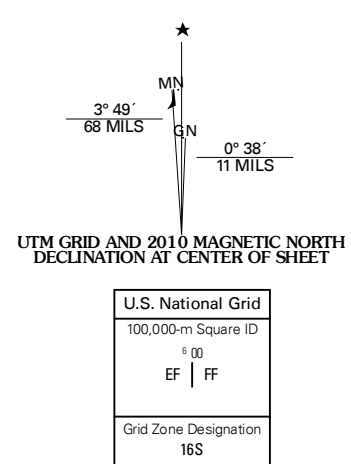 ★
MN
3° 49´
68 MILS
GN
0° 38´
11 MILS
UTM GRID AND 2010 MAGNETIC NORTH
DECLINATION AT CENTER OF SHEET
U.S. National Grid
100,000-m Square ID
6 00
EF FF
Grid Zone Designation
16S